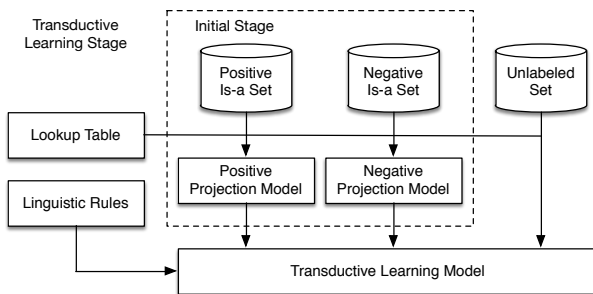 Transductive
Learning Stage
Initial Stage
Positive
Is-a Set
Negative
Is-a Set
Unlabeled
Set
Lookup Table
Positive
Projection Model
Negative
Projection Model
Linguistic Rules
Transductive Learning Model